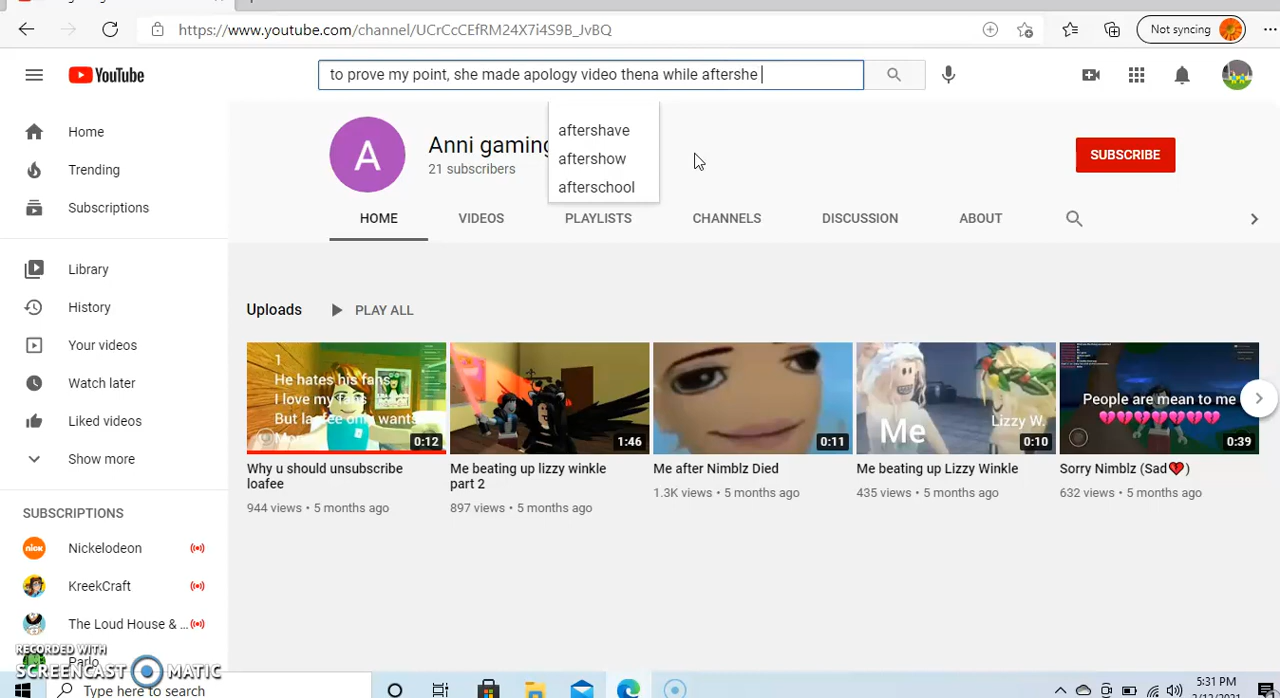 https://www.youtube.com/channel/UCrCcCEfRM24X7i4S9B_JvBQ
Not syncing
YouTube
to prove my point, she made apology video thena while aftershe
aftershave
aftershow
afterschool
A
Anni gaming
21 subscribers
SUBSCRIBE
HOME
VIDEOS
PLAYLISTS
CHANNELS
DISCUSSION
ABOUT
Home
Trending
Subscriptions
Library
History
Your videos
Watch later
Liked videos
Show more
SUBSCRIPTIONS
nick
Nickelodeon
KreekCraft
The Loud House & ...
Parlo
Uploads
PLAY ALL
1
He hates his fans
I love my fans
But
only wants
0:12
Why u should unsubscribe
loafee
944 views • 5 months ago
1:46
Me beating up lizzy winkle
part 2
897 views • 5 months ago
0:11
Me after Nimblz Died
1.3K views • 5 months ago
Me
Lizzy W.
0:10
Me beating up Lizzy Winkle
435 views • 5 months ago
People are mean to me
💔💔💔💔💔💔💔
0:39
Sorry Nimblz (Sad💔)
632 views • 5 months ago
RECORDED WITH
SCREENCAST MATIC
Type here to search
5:31 PM